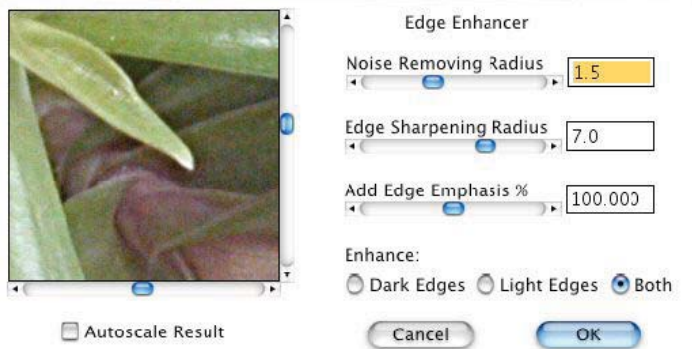 Edge Enhancer
Noise Removing Radius
1.5
Edge Sharpening Radius
7.0
Add Edge Emphasis %
100.000
Enhance:
Dark Edges Light Edges Both
Autoscale Result
Cancel OK